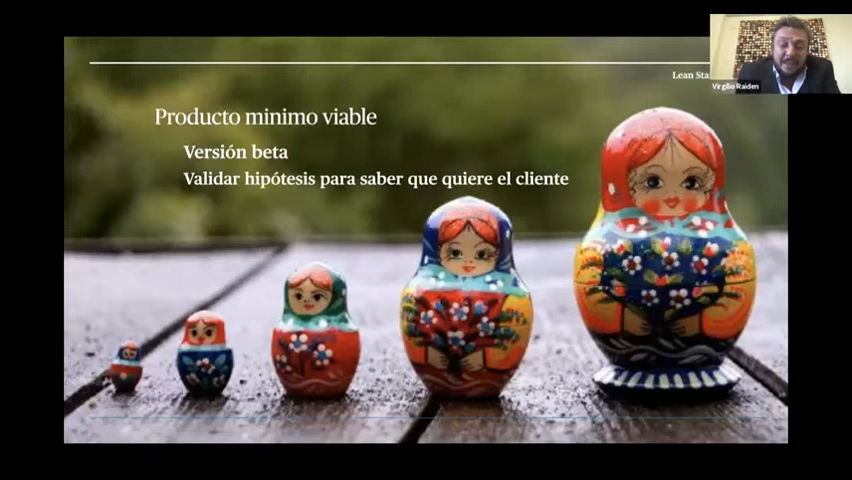 Lean Sta
Virgilio Raiden
Producto minimo viable
Versión beta
Validar hipótesis para saber que quiere el cliente